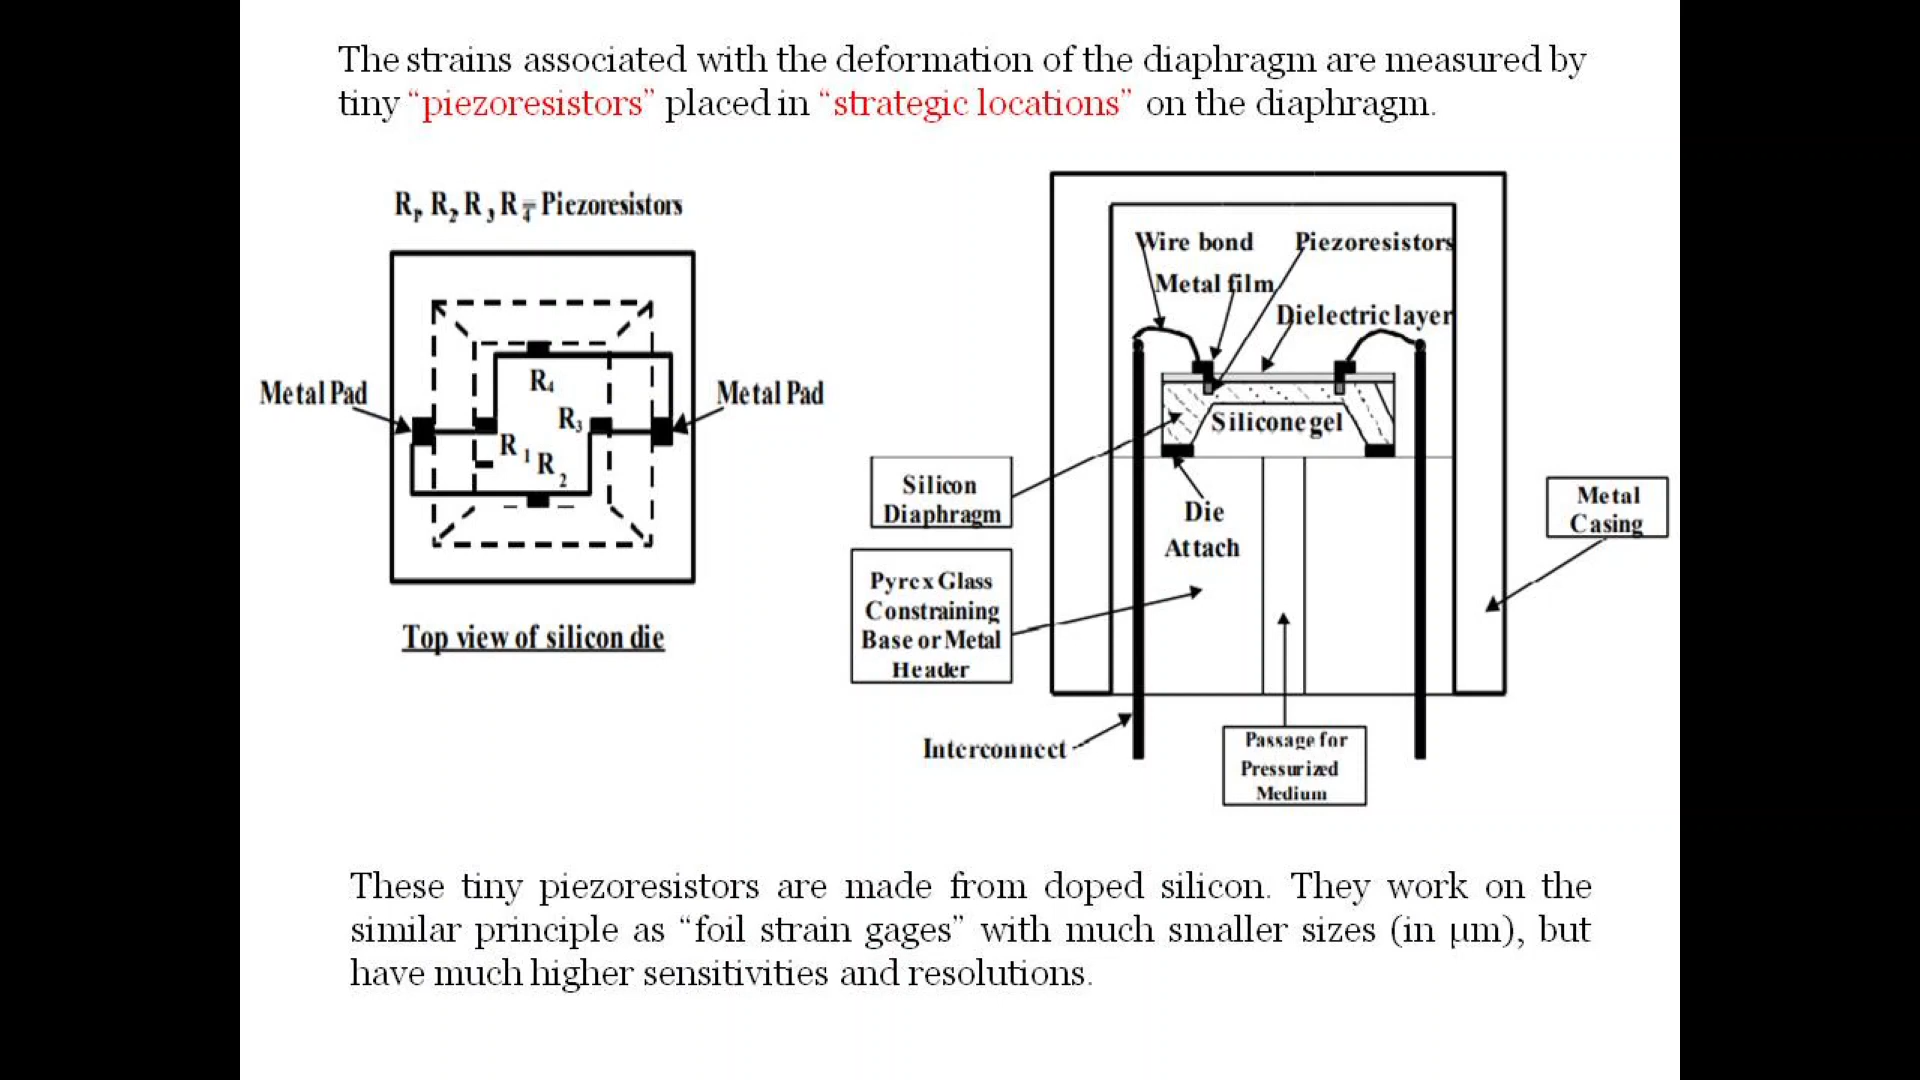 The strains associated with the deformation of the diaphragm are measured by
tiny “piezoresistors” placed in “strategic locations” on the diaphragm.
R1, R2, R3, R4 = Piezoresistors
R4
Metal Pad
Metal Pad
R3
R1
R2
Top view of silicon die
Wire bond
Piezoresistors
Metal film
Dielectric layer
Silicone gel
Silicon
Diaphragm
Die
Attach
Metal
Casing
Pyrex Glass
Constraining
Base or Metal
Header
Interconnect
Passage for
Pressurized
Medium
These tiny piezoresistors are made from doped silicon. They work on the
similar principle as “foil strain gages” with much smaller sizes (in μm), but
have much higher sensitivities and resolutions.